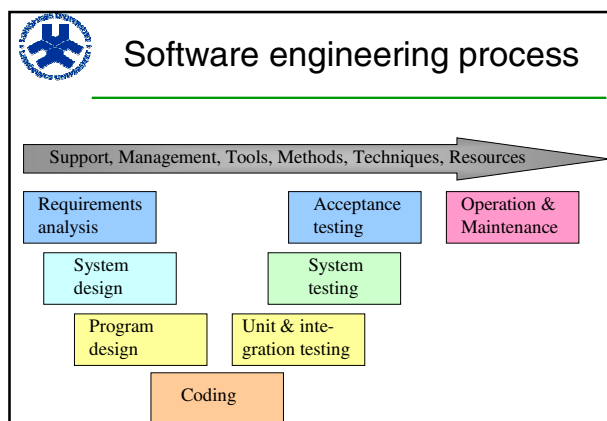 Software engineering process
Support, Management, Tools, Methods, Techniques, Resources
Requirements
analysis
Acceptance
testing
Operation &
Maintenance
System
design
System
testing
Program
design
Unit & inte-
gration testing
Coding